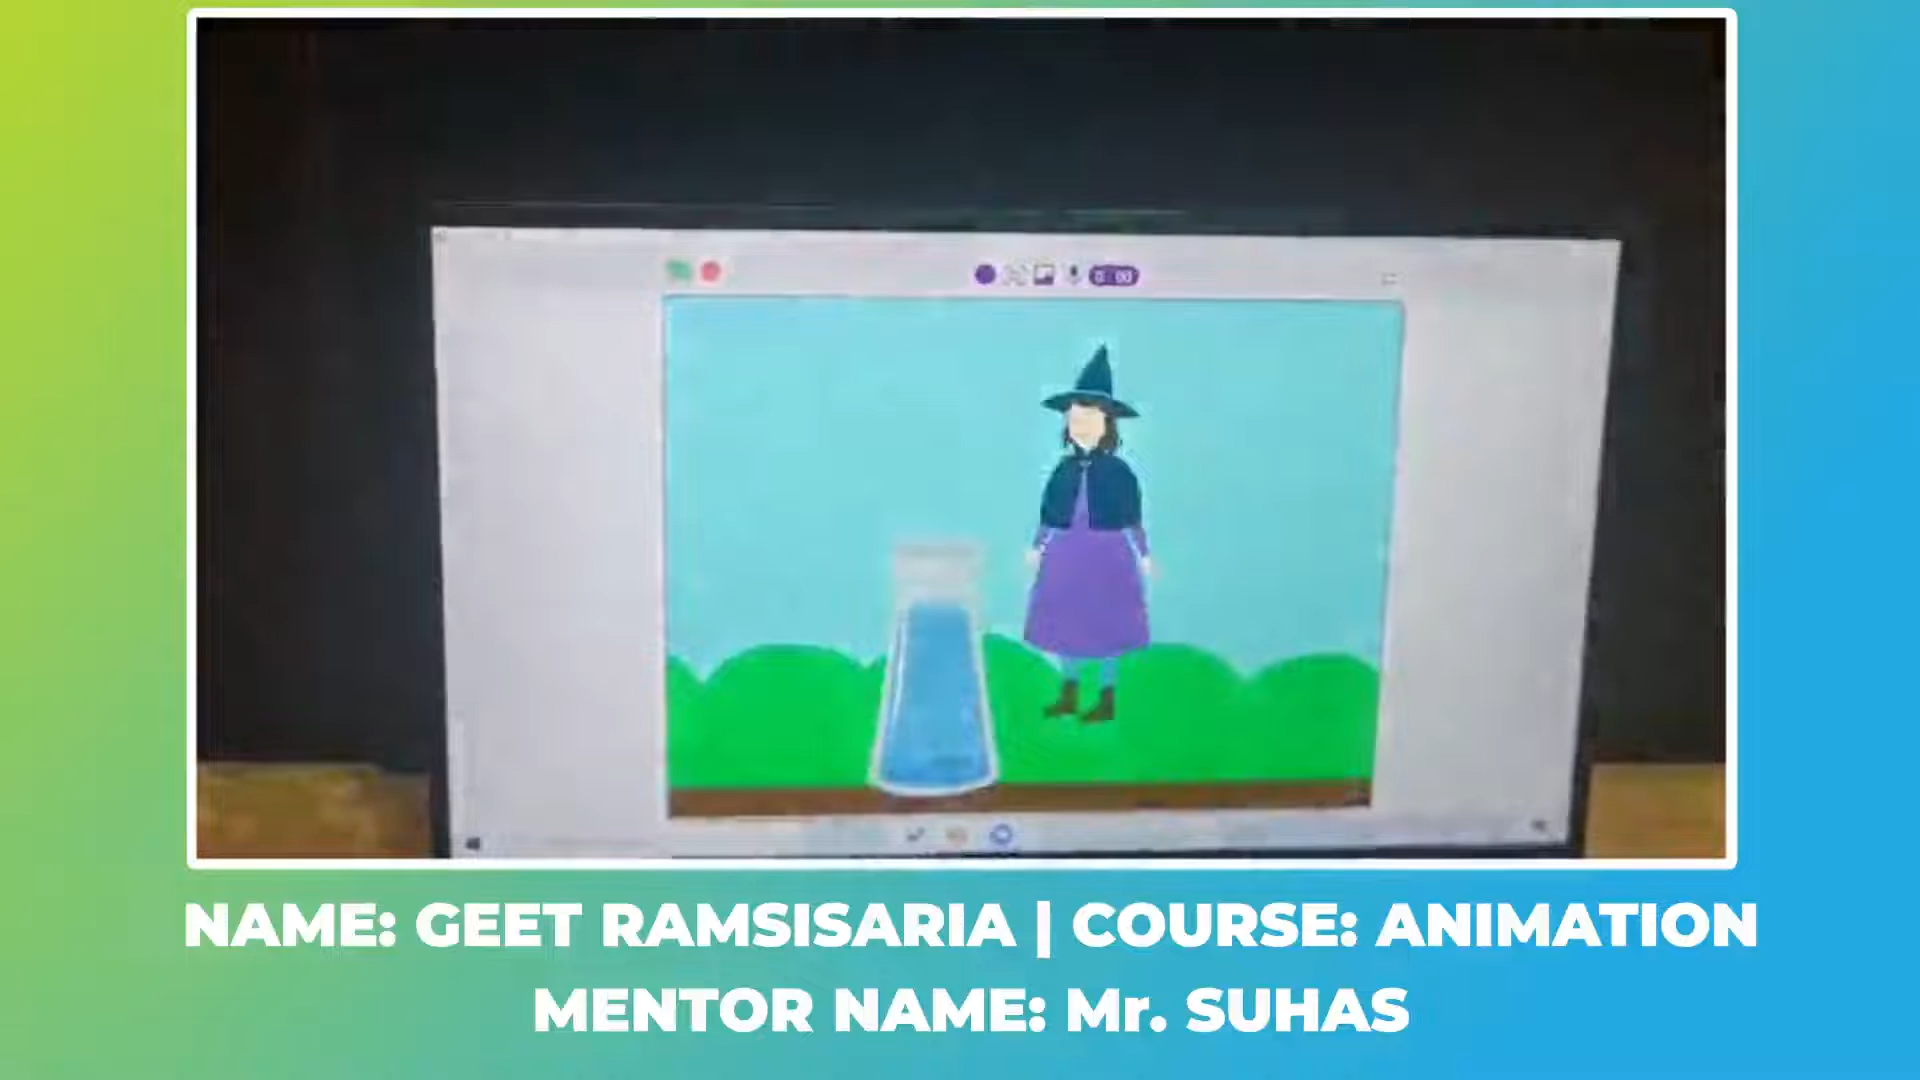 NAME: GEET RAMSISARIA | COURSE: ANIMATION
MENTOR NAME: Mr. SUHAS